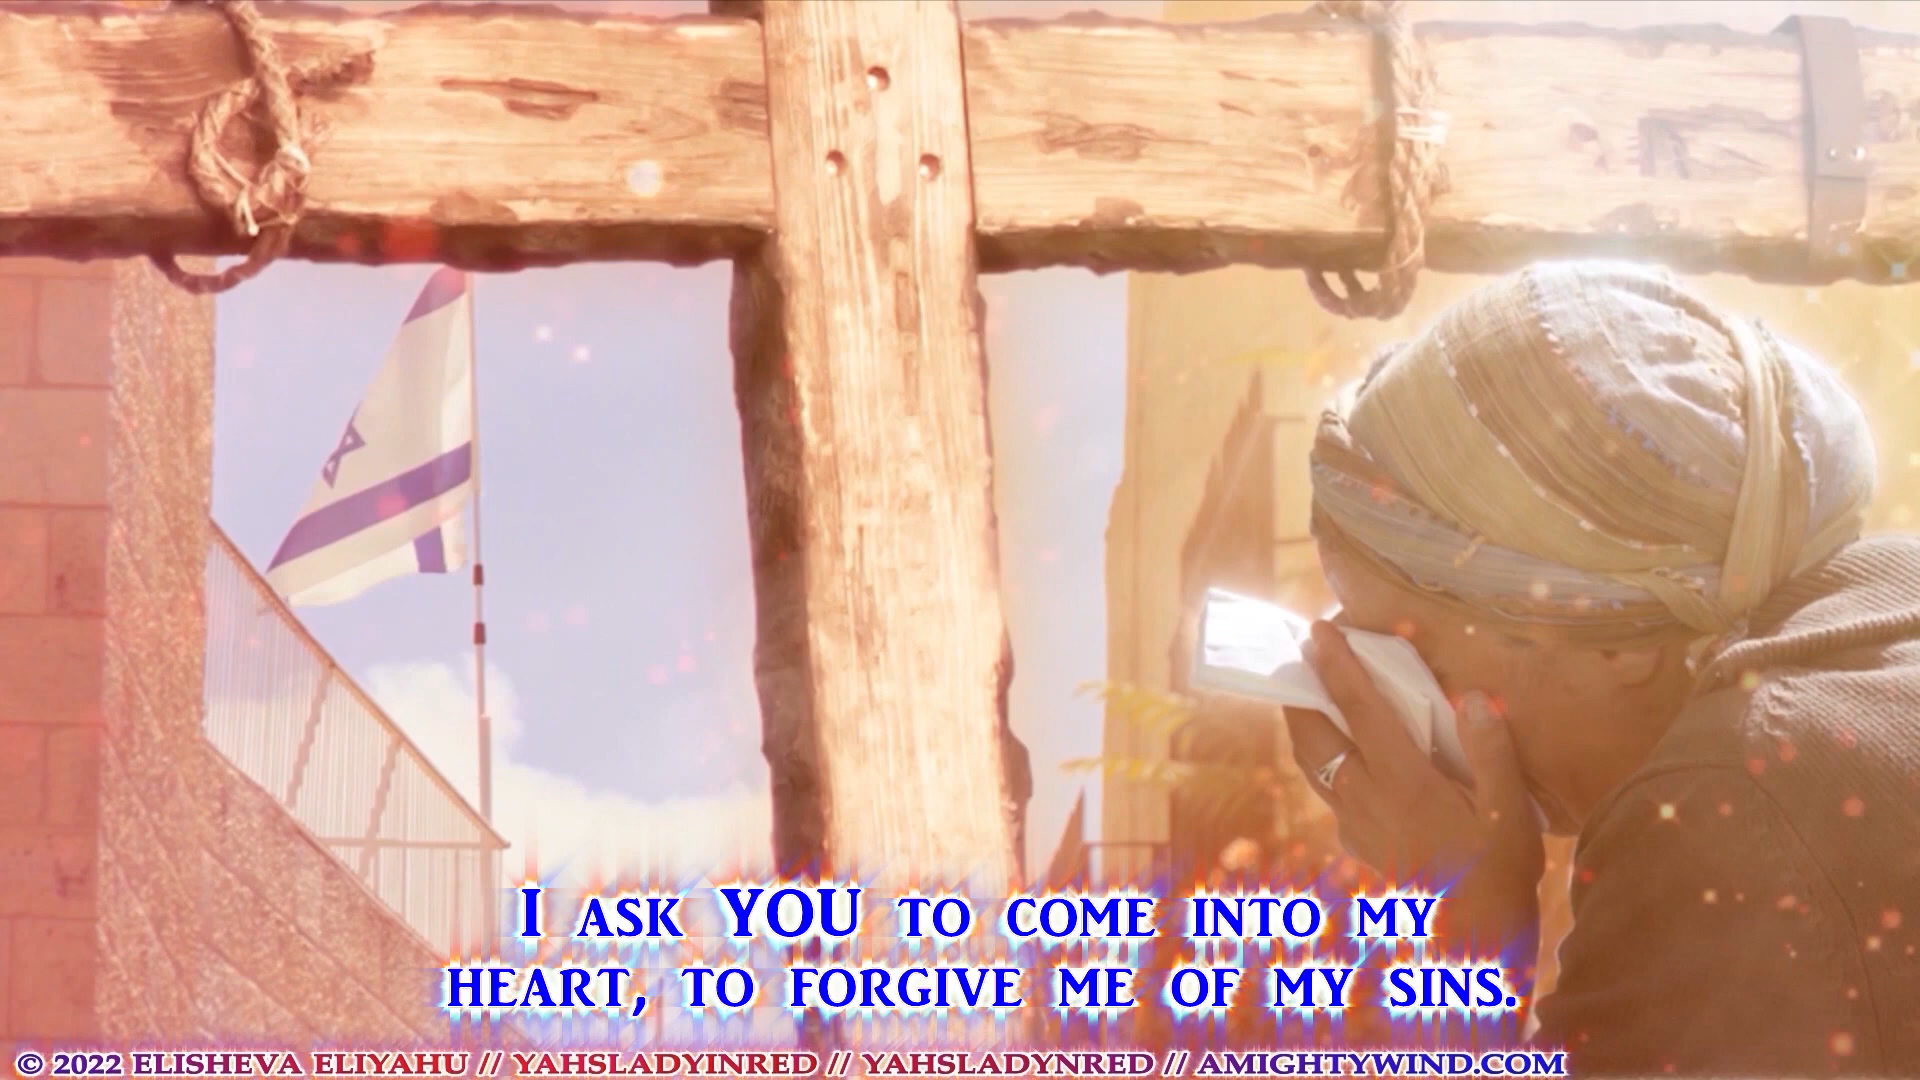 I ASK YOU TO COME INTO MY
HEART, TO FORGIVE ME OF MY SINS.
© 2022 ELISHEVA ELIYAHU // YAHSLADYINRED // YAHSLADYNRED // AMIGHTYWIND.COM